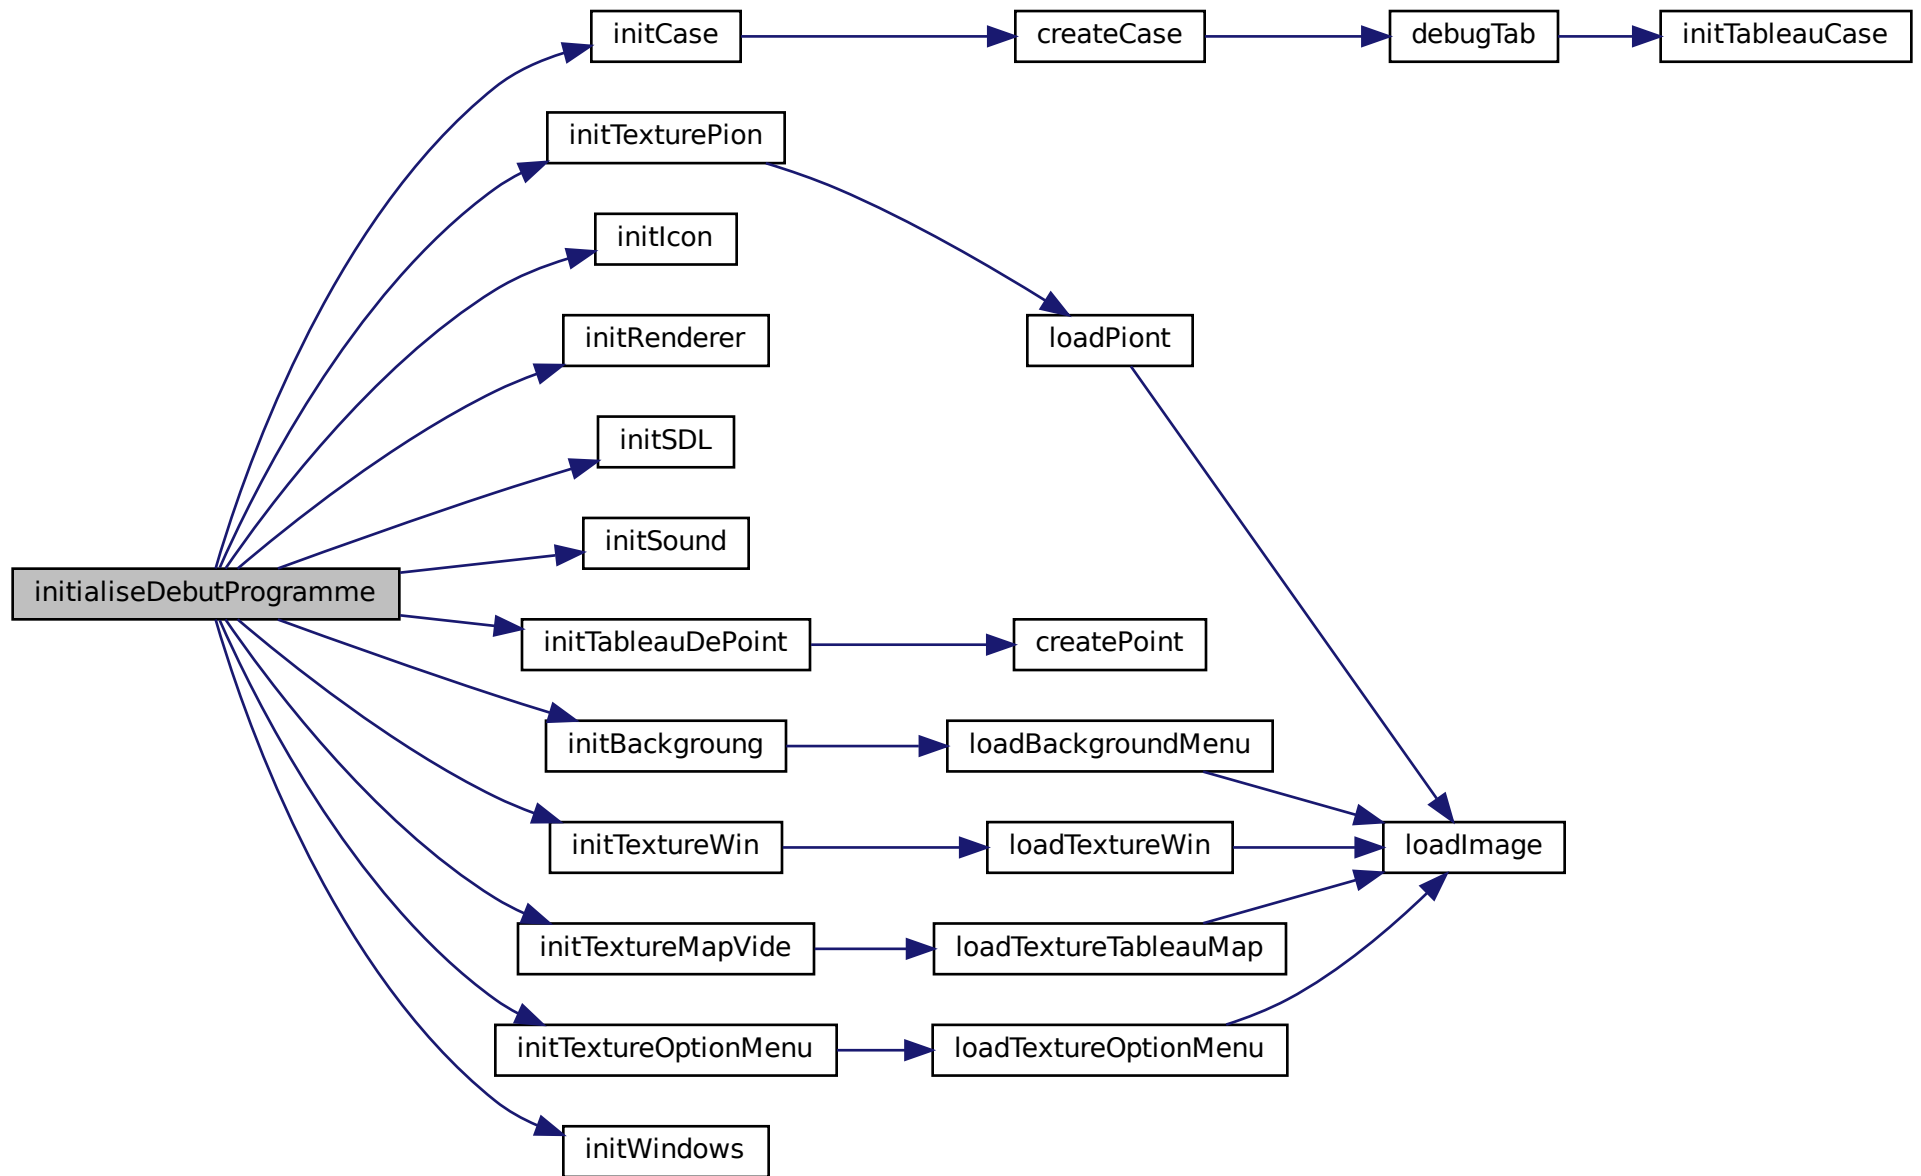 initCase
createCase
debugTab
initTableauCase
initTexturePion
initIcon
initRenderer
loadPiont
initSDL
initSound
initialiseDebutProgramme
initTableauDePoint
createPoint
initBackgroung
loadBackgroundMenu
initTextureWin
loadTextureWin
loadImage
initTextureMapVide
loadTextureTableauMap
initTextureOptionMenu
loadTextureOptionMenu
initWindows